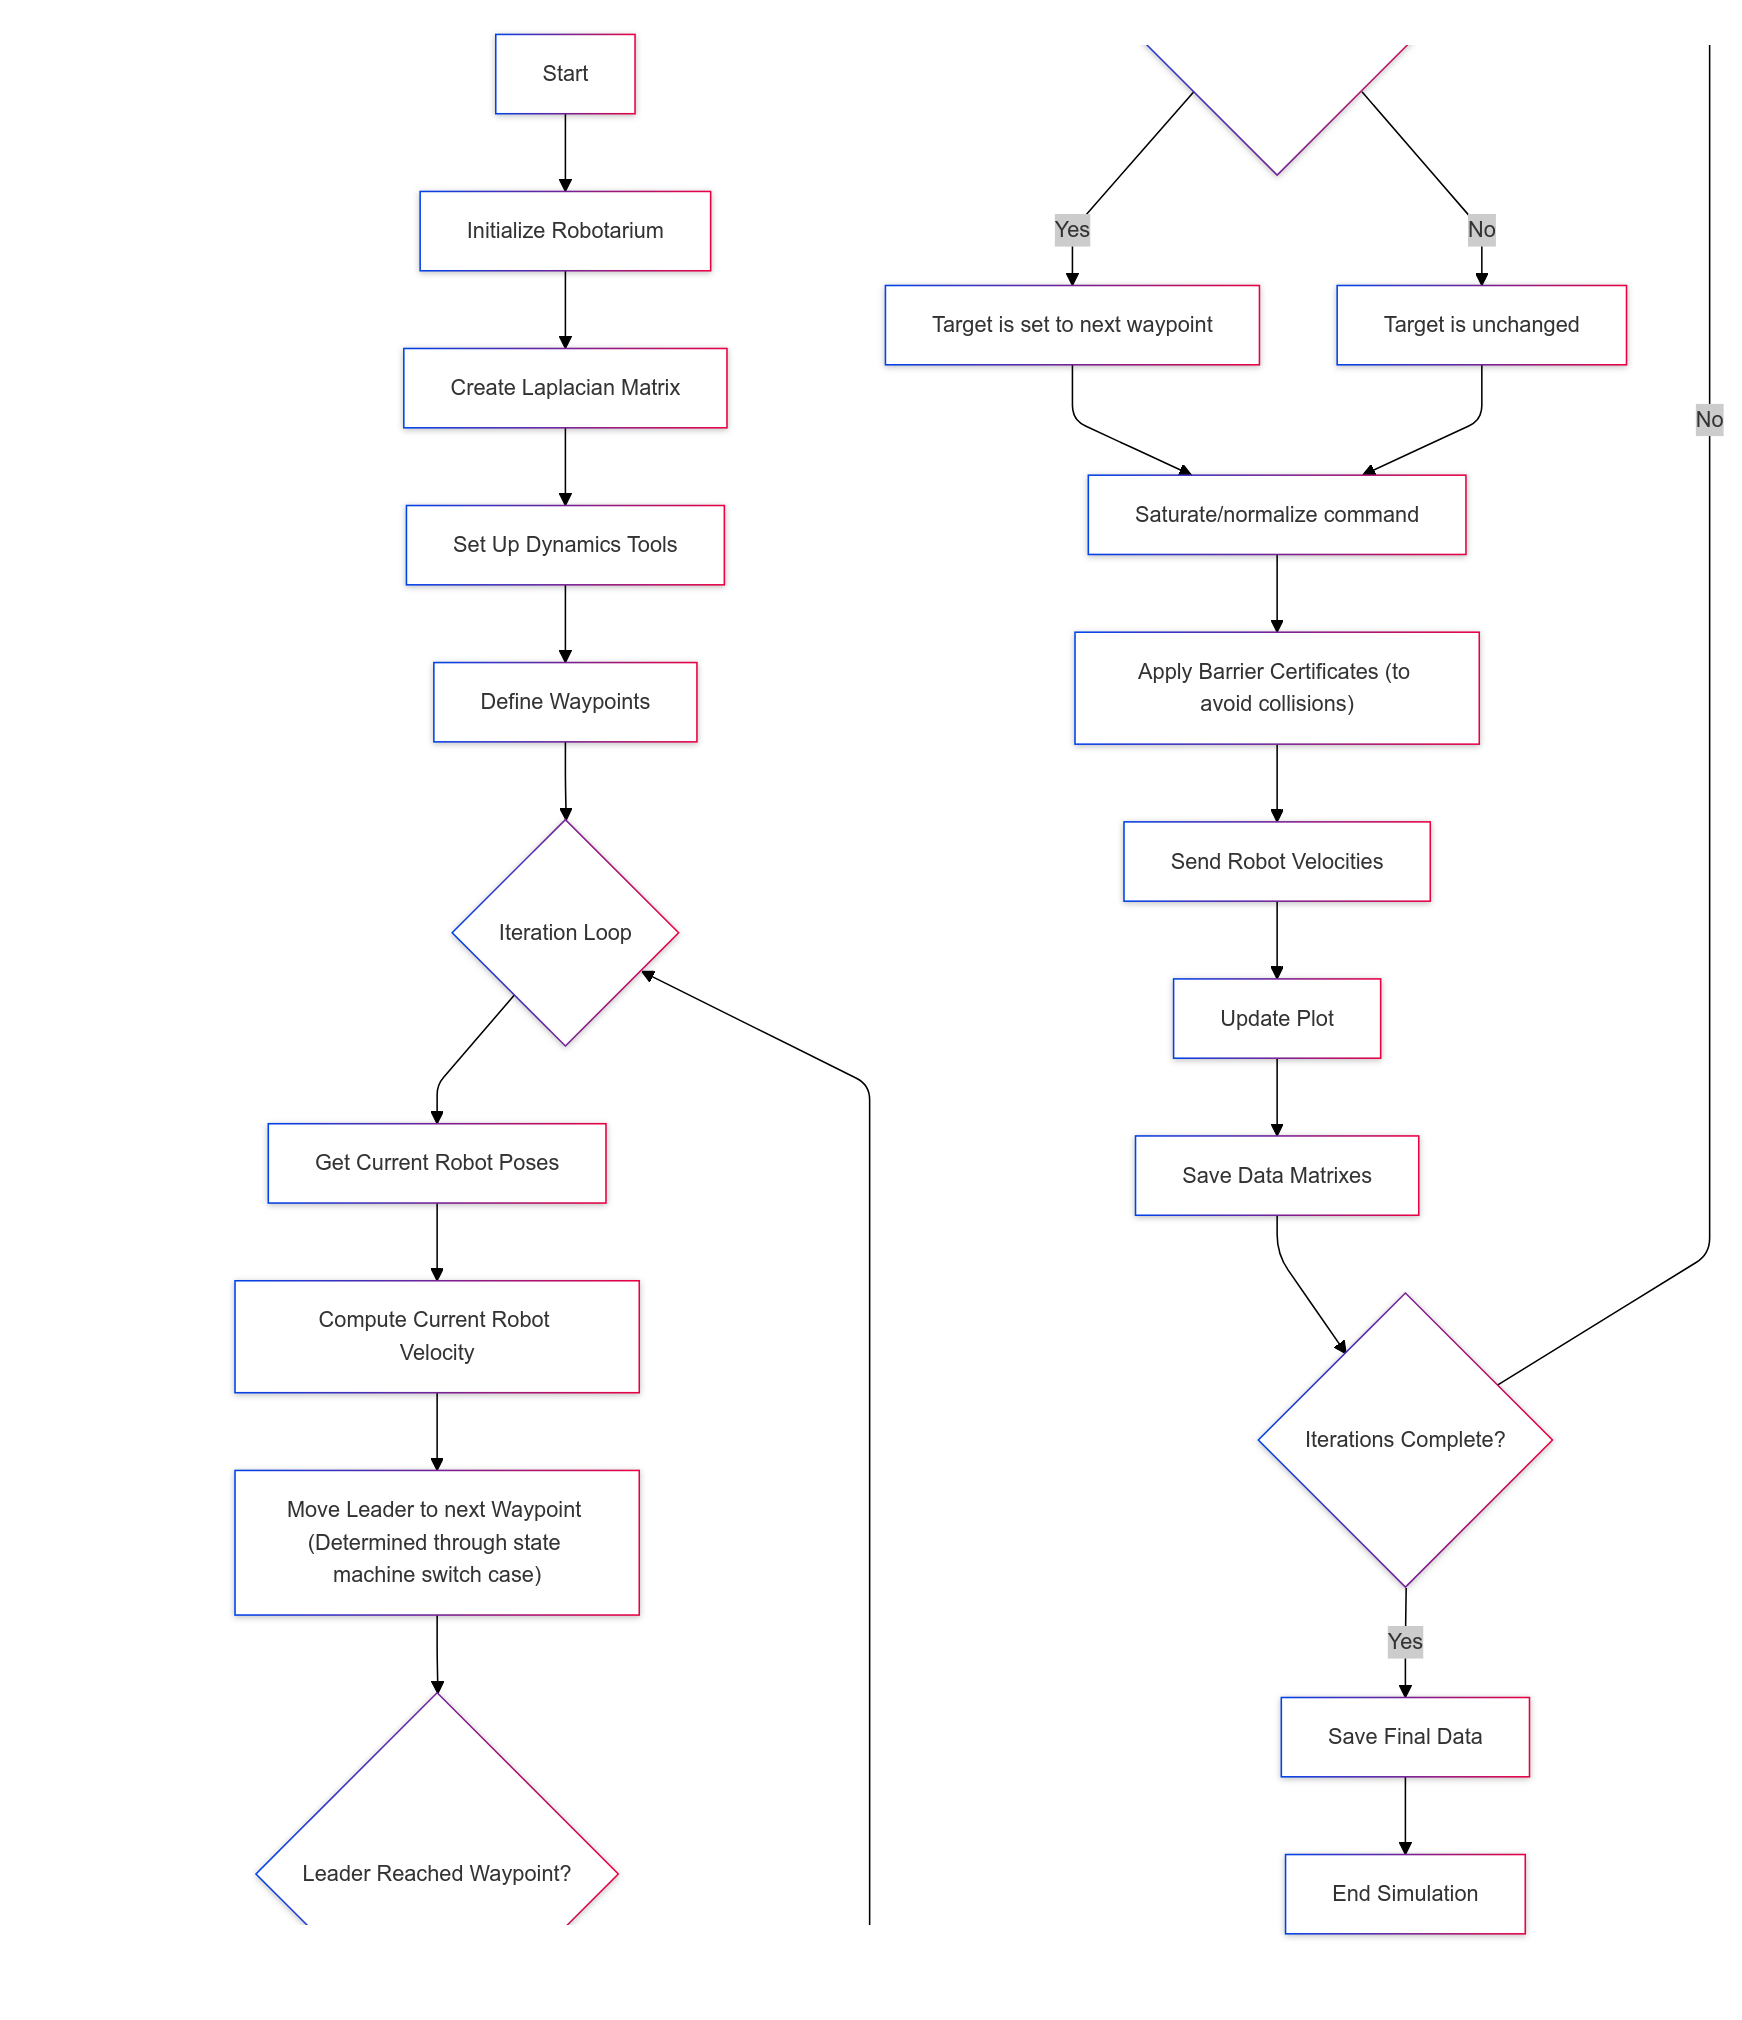 Start
Initialize Robotarium
Create Laplacian Matrix
Set Up Dynamics Tools
Define Waypoints
Iteration Loop
Get Current Robot Poses
Compute Current Robot
Velocity
Move Leader to next Waypoint
(Determined through state
machine switch case)
Leader Reached Waypoint?
Yes
No
Target is set to next waypoint
Target is unchanged
No
Saturate/normalize command
Apply Barrier Certificates (to
avoid collisions)
Send Robot Velocities
Update Plot
Save Data Matrixes
Iterations Complete?
Yes
Save Final Data
End Simulation